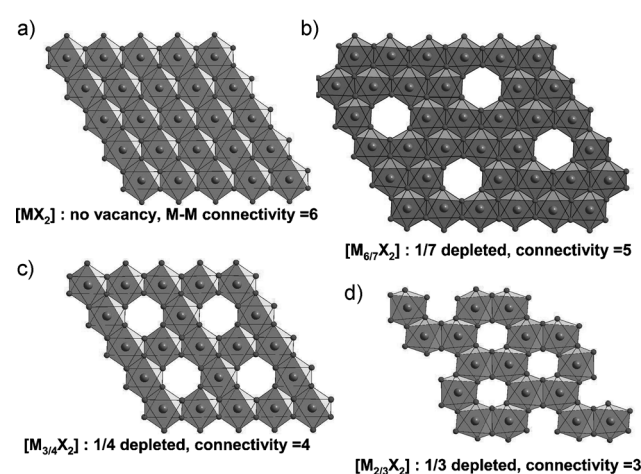 a)
[MX₂] : no vacancy, M-M connectivity =6
b)
[M₆/₇X₂] : 1/7 depleted, connectivity =5
c)
[M₃/₄X₂] : 1/4 depleted, connectivity =4
d)
[M₂/₃X₂] : 1/3 depleted, connectivity =3